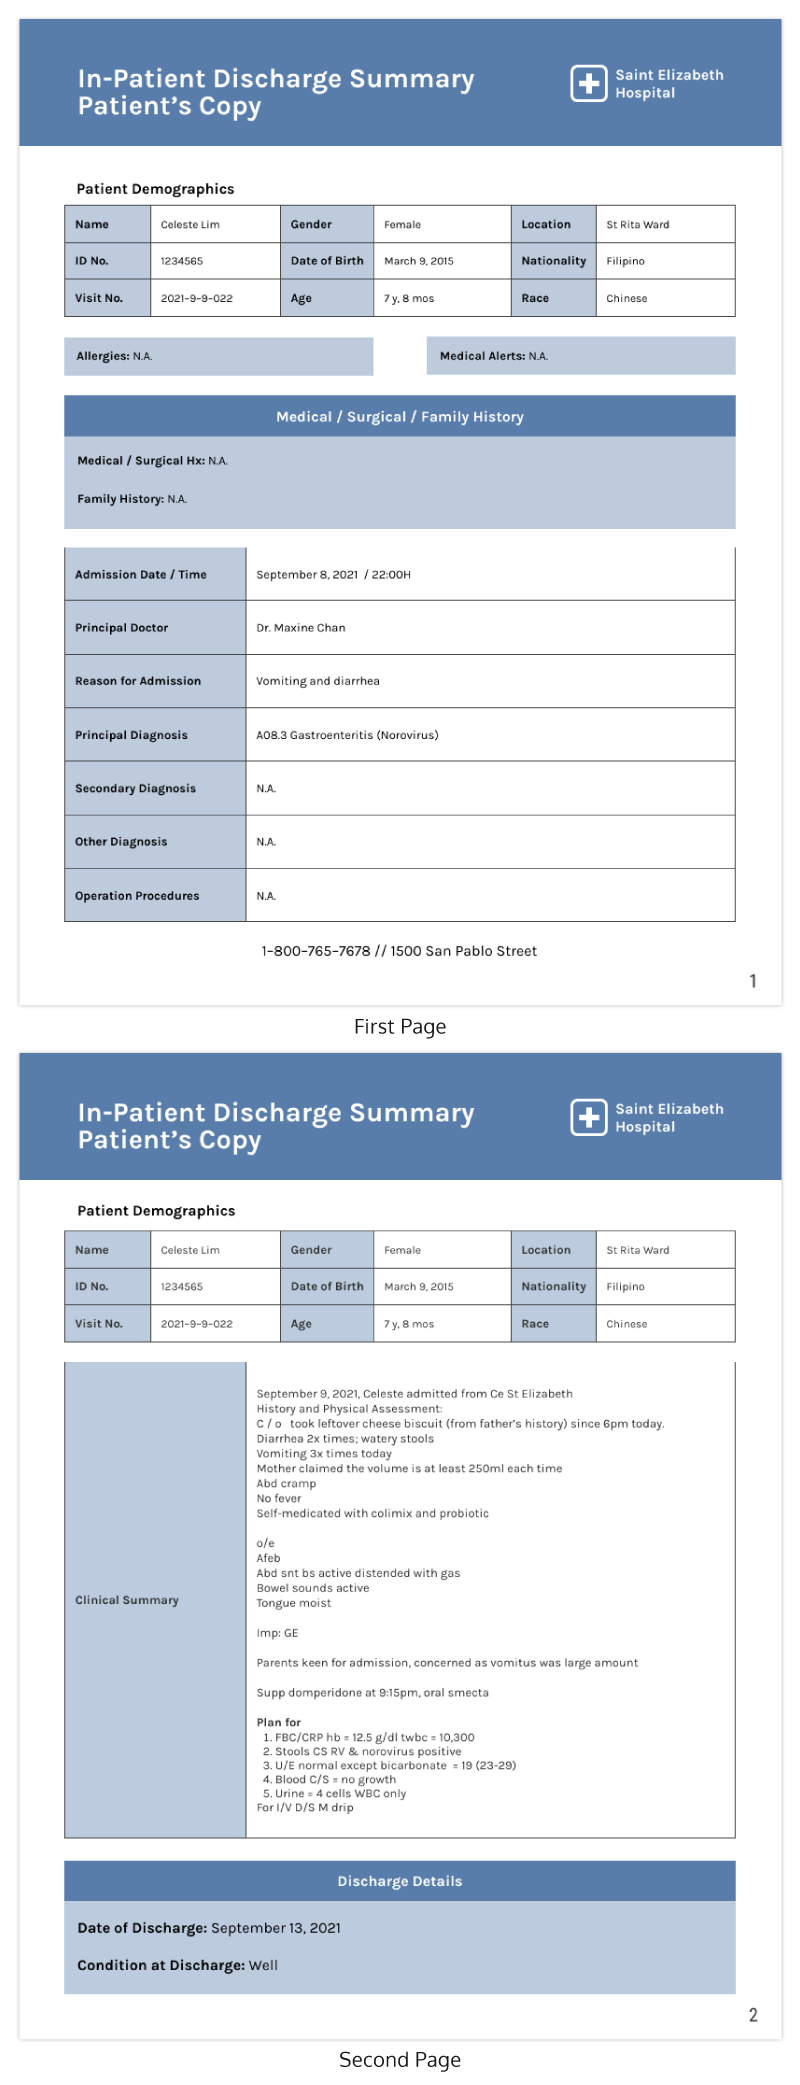 In-Patient Discharge Summary
Patient's Copy
Saint Elizabeth
Hospital
Patient Demographics
Name Celeste Lim Gender Female Location St Rita Ward
ID No. 1234565 Date of Birth March 9, 2015 Nationality Filipino
Visit No. 2021-9-9-022 Age 7 y, 8 mos Race Chinese
Allergies: N.A. Medical Alerts: N.A.
Medical / Surgical / Family History
Medical / Surgical Hx: N.A.
Family History: N.A.
Admission Date / Time September 8, 2021 / 22:00H
Principal Doctor Dr. Maxine Chan
Reason for Admission Vomiting and diarrhea
Principal Diagnosis A08.3 Gastroenteritis (Norovirus)
Secondary Diagnosis N.A.
Other Diagnosis N.A.
Operation Procedures N.A.
1-800-765-7678 // 1500 San Pablo Street
1
First Page
In-Patient Discharge Summary
Patient's Copy
Saint Elizabeth
Hospital
Patient Demographics
Name Celeste Lim Gender Female Location St Rita Ward
ID No. 1234565 Date of Birth March 9, 2015 Nationality Filipino
Visit No. 2021-9-9-022 Age 7 y, 8 mos Race Chinese
Clinical Summary
September 9, 2021, Celeste admitted from Ce St Elizabeth
History and Physical Assessment:
C / o took leftover cheese biscuit (from father's history) since 6pm today.
Diarrhea 2x times; watery stools
Vomiting 3x times today
Mother claimed the volume is at least 250ml each time
Abd cramp
No fever
Self-medicated with colimix and probiotic
o/e
Afeb
Abd snt bs active distended with gas
Bowel sounds active
Tongue moist
Imp: GE
Parents keen for admission, concerned as vomitus was large amount
Supp domperidone at 9:15pm, oral smecta
Plan for
1. FBC/CRP hb = 12.5 g/dl twbc = 10,300
2. Stools CS RV & norovirus positive
3. U/E normal except bicarbonate = 19 (23-29)
4. Blood C/S = no growth
5. Urine = 4 cells WBC only
For I/V D/S M drip
Discharge Details
Date of Discharge: September 13, 2021
Condition at Discharge: Well
2
Second Page